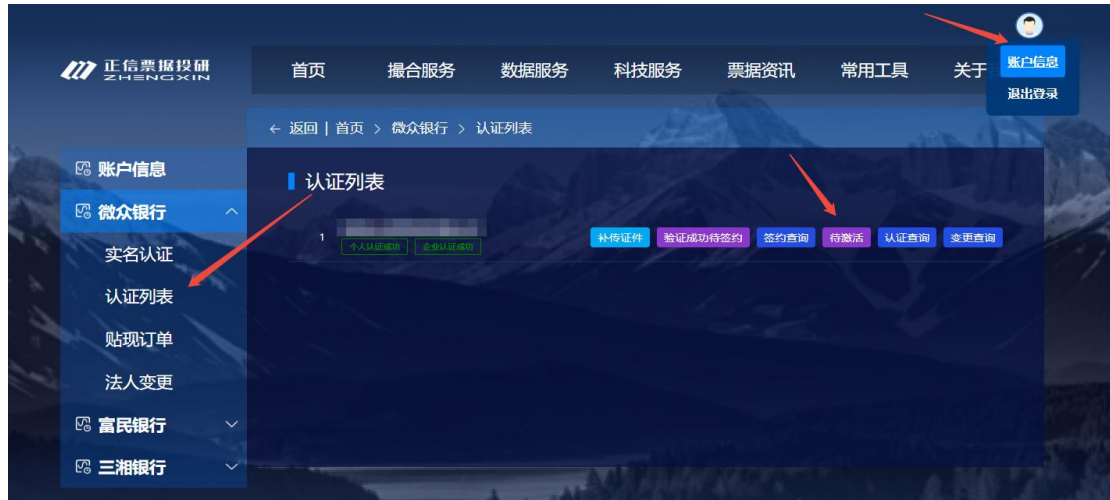 正信票据投研
ZHENGXIN
首页 撮合服务 数据服务 科技服务 票据资讯 常用工具 关于
账户信息
退出登录
← 返回 | 首页 > 微众银行 > 认证列表
账户信息
微众银行
实名认证
认证列表
贴现订单
法人变更
富民银行
三湘银行
认证列表
1
个人认证成功 企业认证成功
补传证件 验证成功待签约 签约查询 待激活 认证查询 变更查询